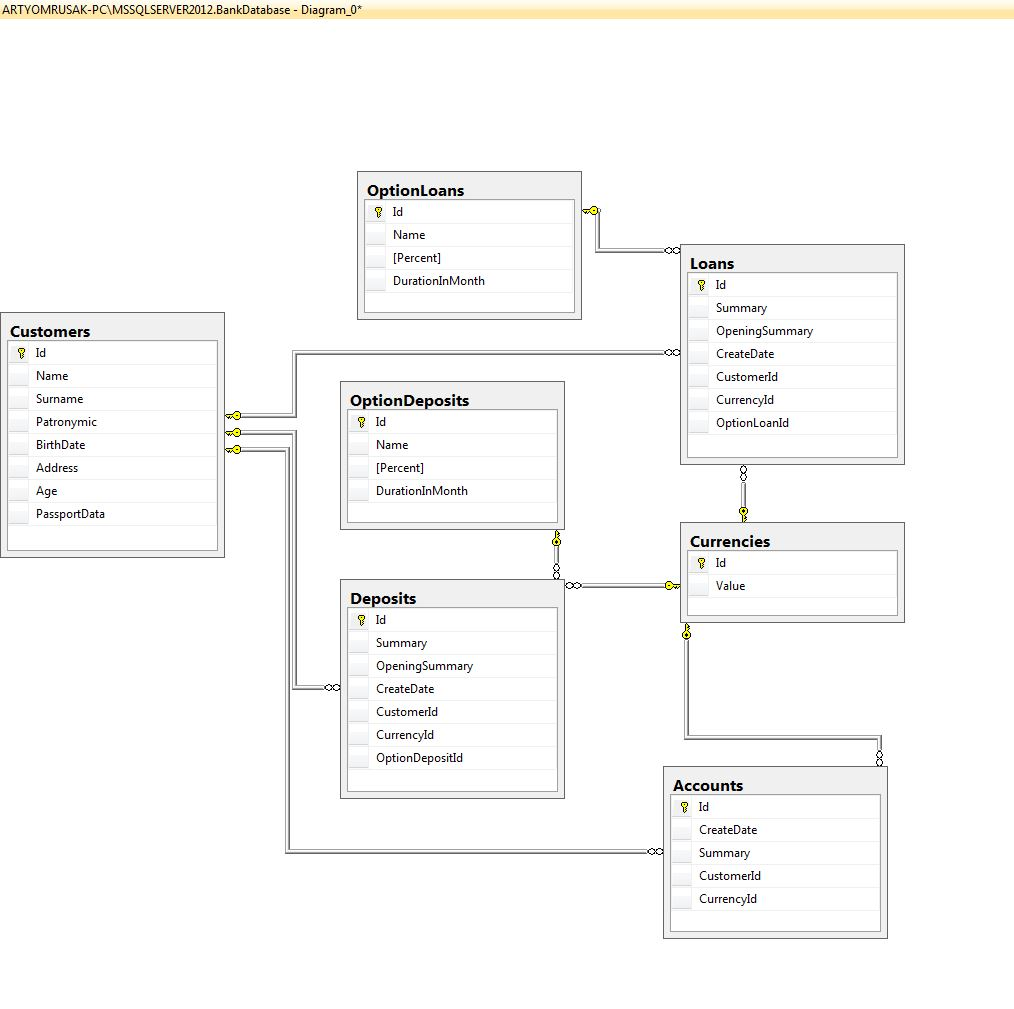 ARTYOMRUSAK-PC\MSSQLSERVER2012.BankDatabase - Diagram_0*
OptionLoans
Id
Name
[Percent]
DurationInMonth
Loans
Id
Summary
OpeningSummary
CreateDate
CustomerId
CurrencyId
OptionLoanId
Customers
Id
Name
Surname
Patronymic
BirthDate
Address
Age
PassportData
OptionDeposits
Id
Name
[Percent]
DurationInMonth
Currencies
Id
Value
Deposits
Id
Summary
OpeningSummary
CreateDate
CustomerId
CurrencyId
OptionDepositId
Accounts
Id
CreateDate
Summary
CustomerId
CurrencyId